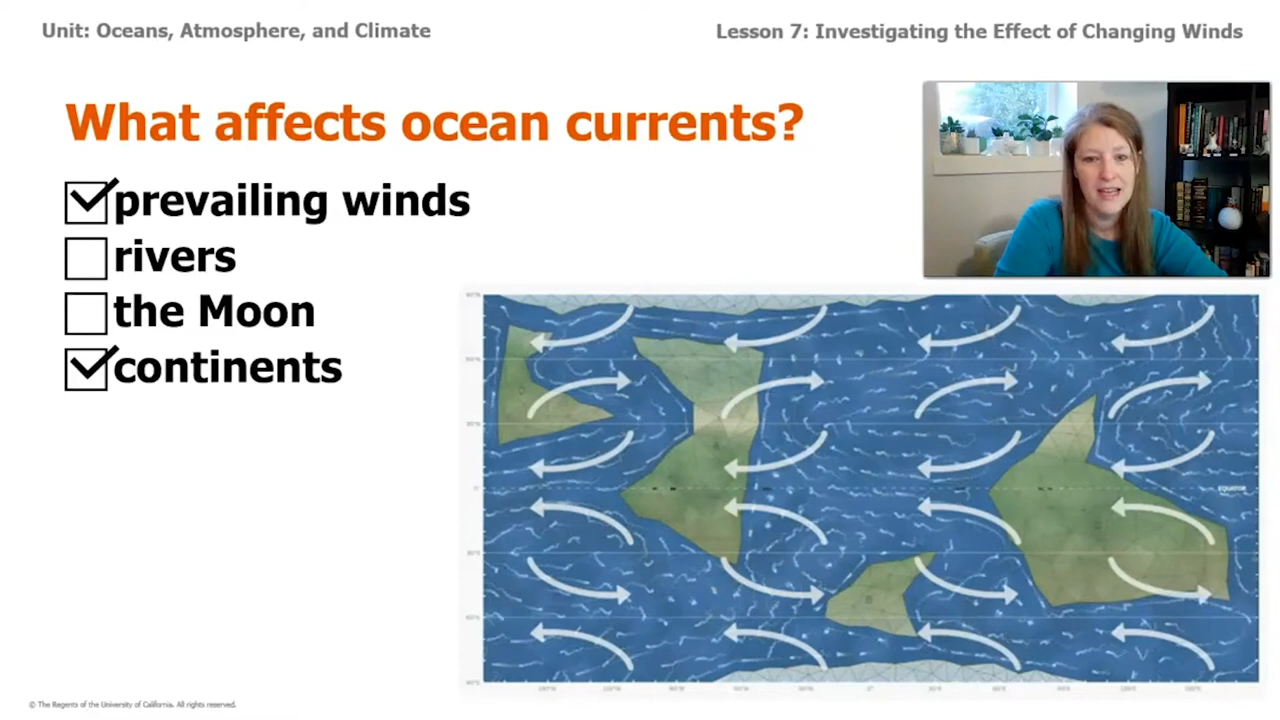 Unit: Oceans, Atmosphere, and Climate
Lesson 7: Investigating the Effect of Changing Winds
What affects ocean currents?
prevailing winds
rivers
the Moon
continents
EQUATOR
© The Regents of the University of California. All rights reserved.